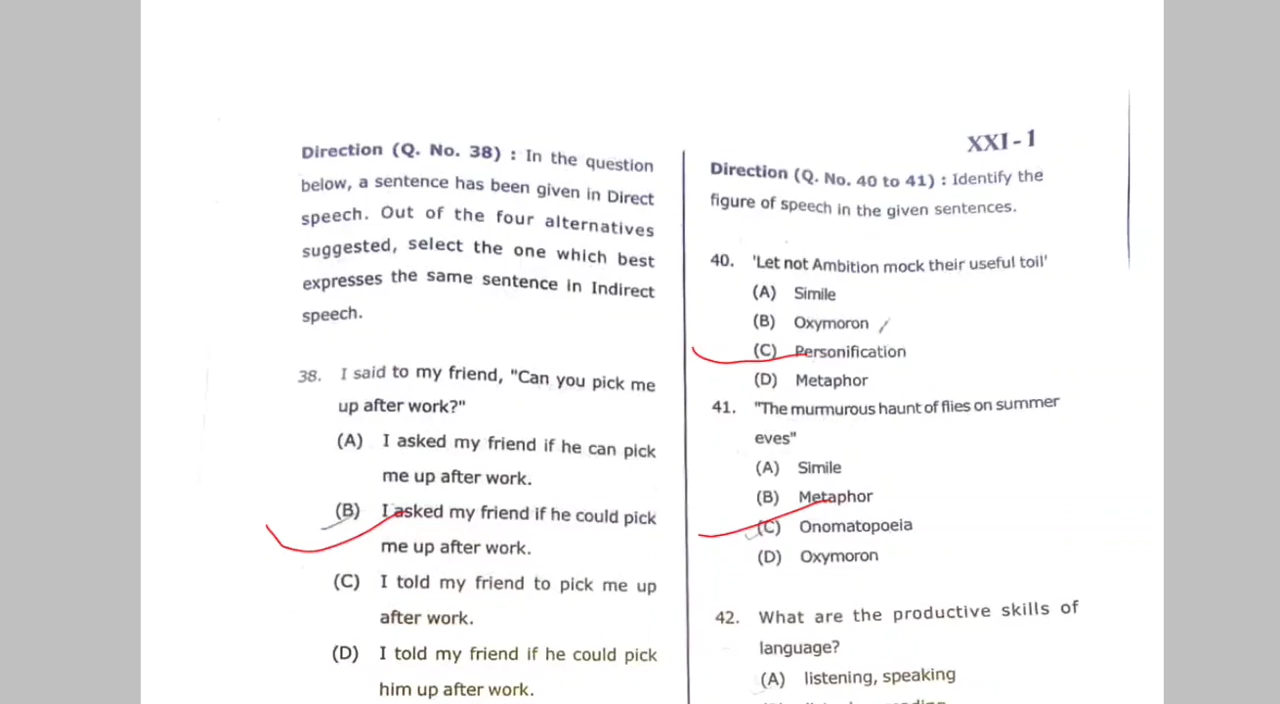 XXI-1
Direction (Q. No. 38) : In the question
below, a sentence has been given in Direct
speech. Out of the four alternatives
suggested, select the one which best
expresses the same sentence in Indirect
speech.
38. I said to my friend, "Can you pick me
up after work?"
(A) I asked my friend if he can pick
me up after work.
(B) I asked my friend if he could pick
me up after work.
(C) I told my friend to pick me up
after work.
(D) I told my friend if he could pick
him up after work.
Direction (Q. No. 40 to 41) : Identify the
figure of speech in the given sentences.
40. 'Let not Ambition mock their useful toil'
(A) Simile
(B) Oxymoron
(C) Personification
(D) Metaphor
41. "The murmurous haunt of flies on summer
eves"
(A) Simile
(B) Metaphor
(C) Onomatopoeia
(D) Oxymoron
42. What are the productive skills of
language?
(A) listening, speaking